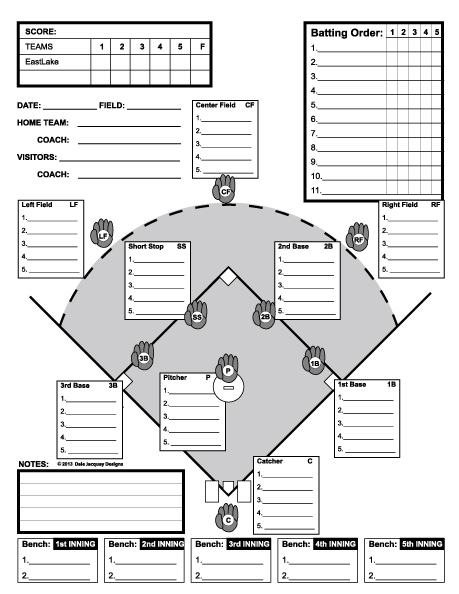 SCORE:
TEAMS 1 2 3 4 5 F
EastLake
Batting Order: 1 2 3 4 5
1.
2.
3.
4.
5.
6.
7.
8.
9.
10.
11.
DATE: FIELD:
HOME TEAM:
COACH:
VISITORS:
COACH:
Center Field CF
1.
2.
3.
4.
5.
CF
Left Field LF
1.
2.
3.
4.
5.
LF
Right Field RF
1.
2.
3.
4.
5.
RF
Short Stop SS
1.
2.
3.
4.
5.
SS
2nd Base 2B
1.
2.
3.
4.
5.
2B
3B
P
1B
3rd Base 3B
1.
2.
3.
4.
5.
Pitcher P
1.
2.
3.
4.
5.
1st Base 1B
1.
2.
3.
4.
5.
Catcher C
1.
2.
3.
4.
5.
C
NOTES: © 2013 Dale Jacquay Designs
Bench: 1st INNING
1.
2.
Bench: 2nd INNING
1.
2.
Bench: 3rd INNING
1.
2.
Bench: 4th INNING
1.
2.
Bench: 5th INNING
1.
2.